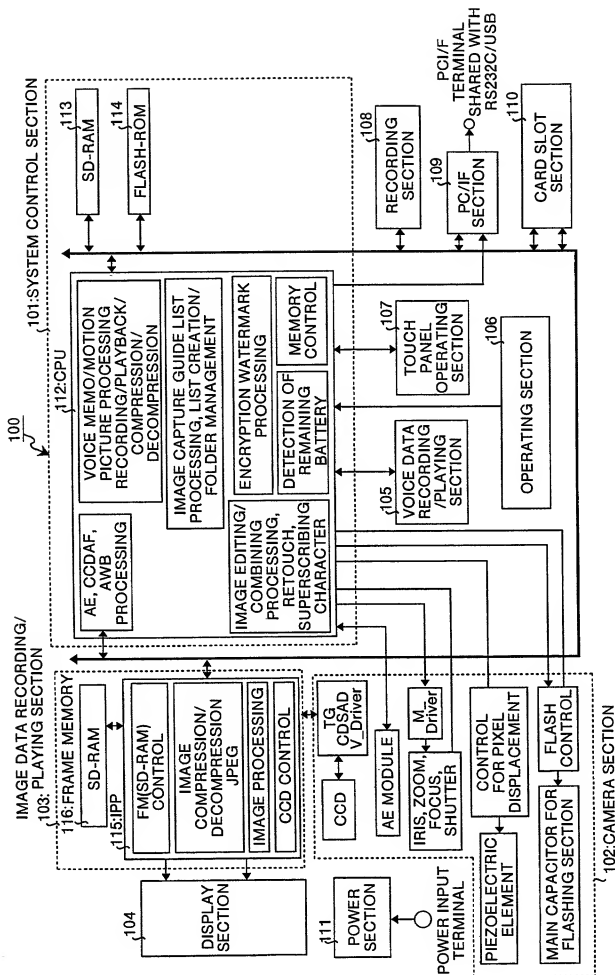 100
101:SYSTEM CONTROL SECTION
112:CPU
AE, CCDAF,
AWB
PROCESSING
VOICE MEMO/MOTION
PICTURE PROCESSING
RECORDING/PLAYBACK/
COMPRESSION/
DECOMPRESSION
IMAGE CAPTURE GUIDE LIST
PROCESSING, LIST CREATION/
FOLDER MANAGEMENT
IMAGE EDITING/
COMBINING
PROCESSING,
RETOUCH,
SUPERSCRIBING
CHARACTER
ENCRYPTION WATERMARK
PROCESSING
DETECTION OF
REMAINING
BATTERY
MEMORY
CONTROL
113
SD-RAM
114
FLASH-ROM
IMAGE DATA RECORDING/
103: PLAYING SECTION
116:FRAME MEMORY
SD-RAM
115:IPP
FM(SD-RAM)
CONTROL
IMAGE
COMPRESSION/
DECOMPRESSION
JPEG
IMAGE PROCESSING
CCD CONTROL
104
DISPLAY
SECTION
111
POWER
SECTION
POWER INPUT
TERMINAL
TG
CDSAD
V_Driver
CCD
AE MODULE
M_Driver
IRIS, ZOOM,
FOCUS,
SHUTTER
CONTROL
FOR PIXEL
DISPLACEMENT
PIEZOELECTRIC
ELEMENT
FLASH
CONTROL
MAIN CAPACITOR FOR
FLASHING SECTION
102:CAMERA SECTION
105
VOICE DATA
RECORDING
/PLAYING
SECTION
107
TOUCH
PANEL
OPERATING
SECTION
106
OPERATING SECTION
108
RECORDING
SECTION
109
PC/IF
SECTION
PCI/F
TERMINAL
SHARED WITH
RS232C/USB
110
CARD SLOT
SECTION